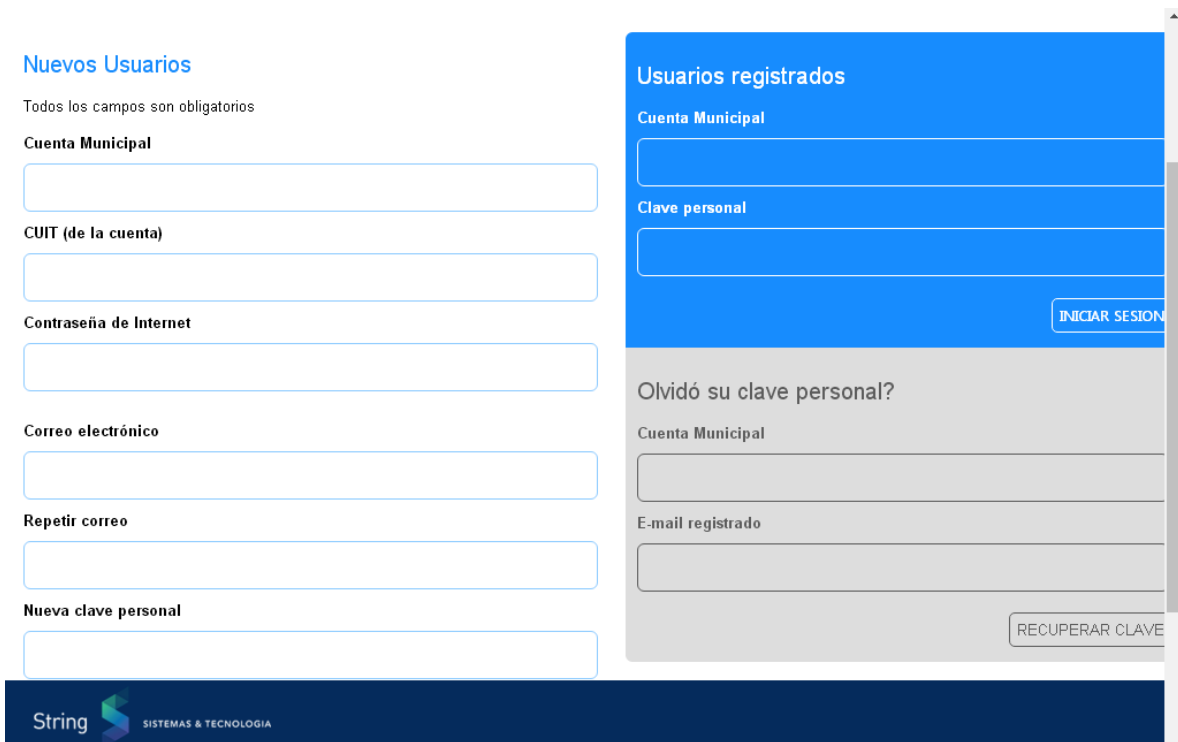 Nuevos Usuarios
Todos los campos son obligatorios
Cuenta Municipal
CUIT (de la cuenta)
Contraseña de Internet
Correo electrónico
Repetir correo
Nueva clave personal
Usuarios registrados
Cuenta Municipal
Clave personal
INICIAR SESION
Olvidó su clave personal?
Cuenta Municipal
E-mail registrado
RECUPERAR CLAVE
String SISTEMAS & TECNOLOGIA